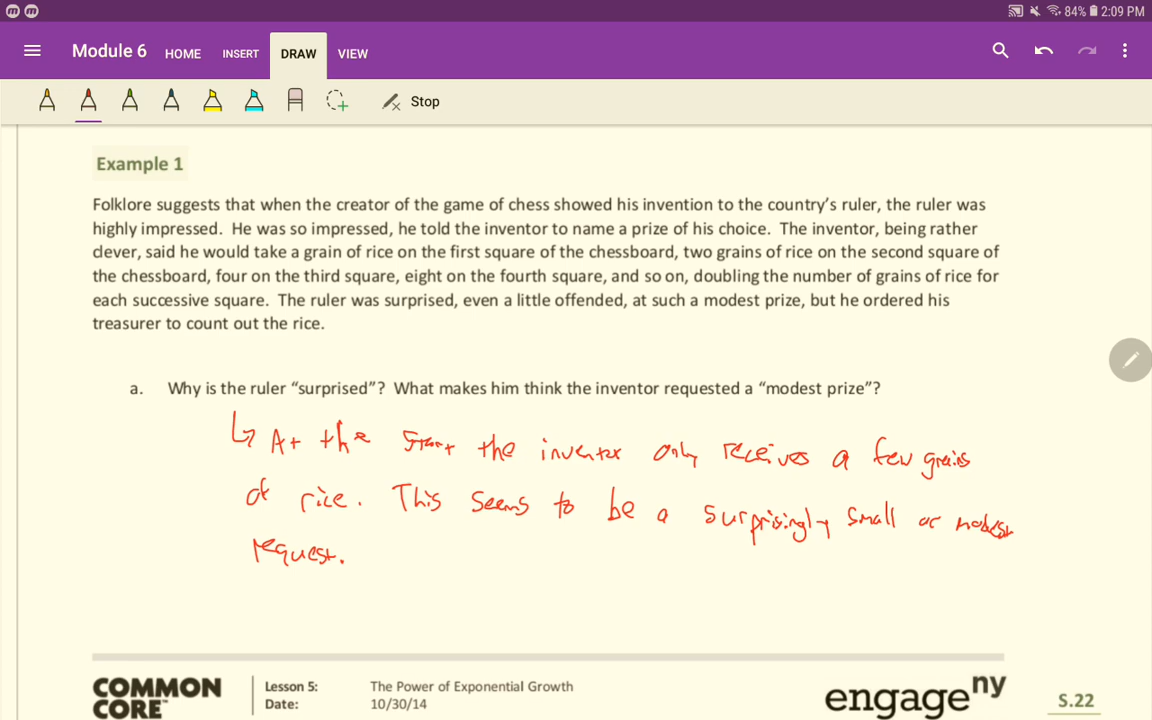 84% 2:09 PM
Module 6 HOME INSERT DRAW VIEW
Stop
Example 1
Folklore suggests that when the creator of the game of chess showed his invention to the country's ruler, the ruler was
highly impressed. He was so impressed, he told the inventor to name a prize of his choice. The inventor, being rather
clever, said he would take a grain of rice on the first square of the chessboard, two grains of rice on the second square of
the chessboard, four on the third square, eight on the fourth square, and so on, doubling the number of grains of rice for
each successive square. The ruler was surprised, even a little offended, at such a modest prize, but he ordered his
treasurer to count out the rice.
a. Why is the ruler "surprised"? What makes him think the inventor requested a "modest prize"?
↳ At the start the inventor only receives a few grains
of rice. This seems to be a surprisingly small or modest
request.
COMMON CORE™
Lesson 5: The Power of Exponential Growth
Date: 10/30/14
engage ny
S.22